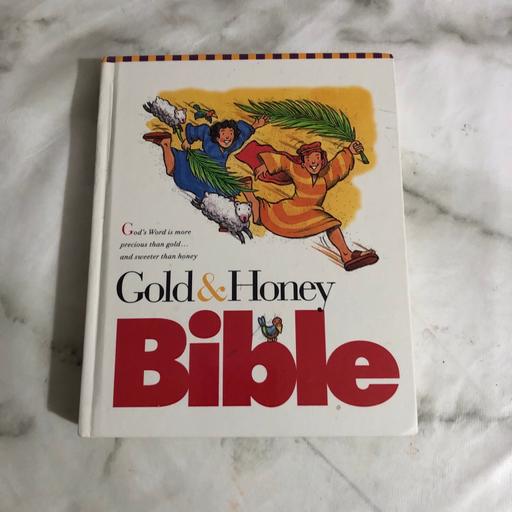 God's Word is more
precious than gold...
and sweeter than honey
Gold & Honey
Bible